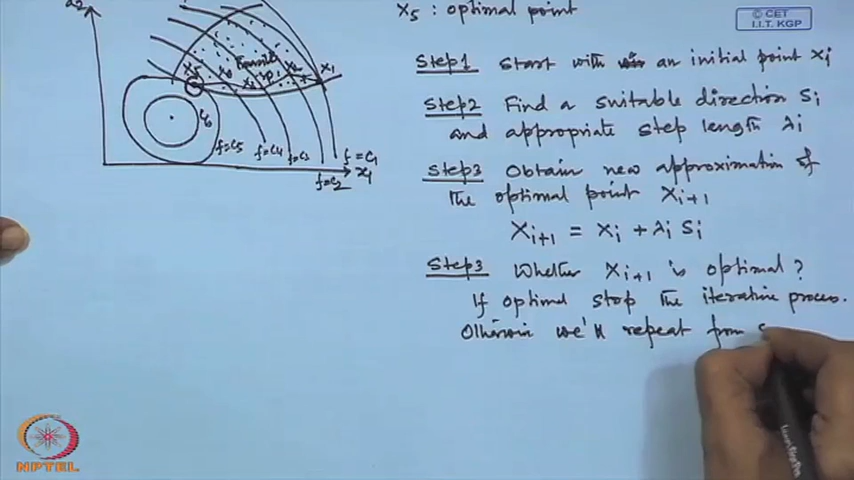 X5 : optimal point
© CET
I.I.T. KGP
Step1 Start with an initial point Xi
Step2 Find a suitable direction Si
and appropriate step length λi
Step3 Obtain new approximation of
the optimal point Xi+1
Xi+1 = Xi + λi Si
Step3 Whether Xi+1 is optimal ?
If optimal stop the iterative process.
Otherwise we'll repeat from S
X1
f=C5
f=C4
f=C3
f=C2
f=C1
x1
NPTEL